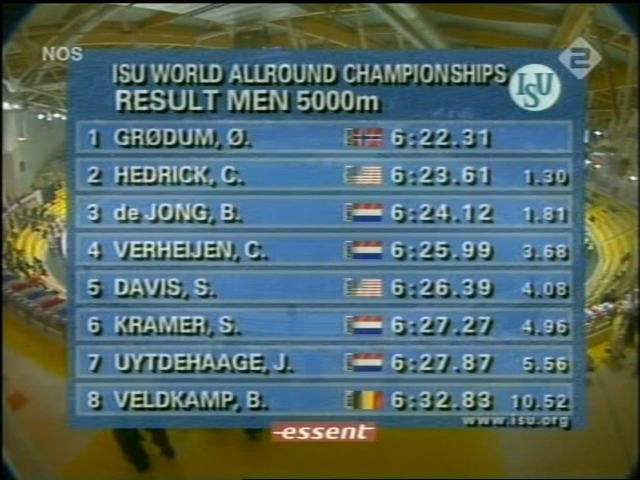 NOS
2
ISU WORLD ALLROUND CHAMPIONSHIPS
ISU
RESULT MEN 5000m
1 GRØDUM, Ø. 6:22.31
2 HEDRICK, C. 6:23.61 1.30
3 de JONG, B. 6:24.12 1.81
4 VERHEIJEN, C. 6:25.99 3.68
5 DAVIS, S. 6:26.39 4.08
6 KRAMER, S. 6:27.27 4.96
7 UYTDEHAAGE, J. 6:27.87 5.56
8 VELDKAMP, B. 6:32.83 10.52
www.isu.org
essent